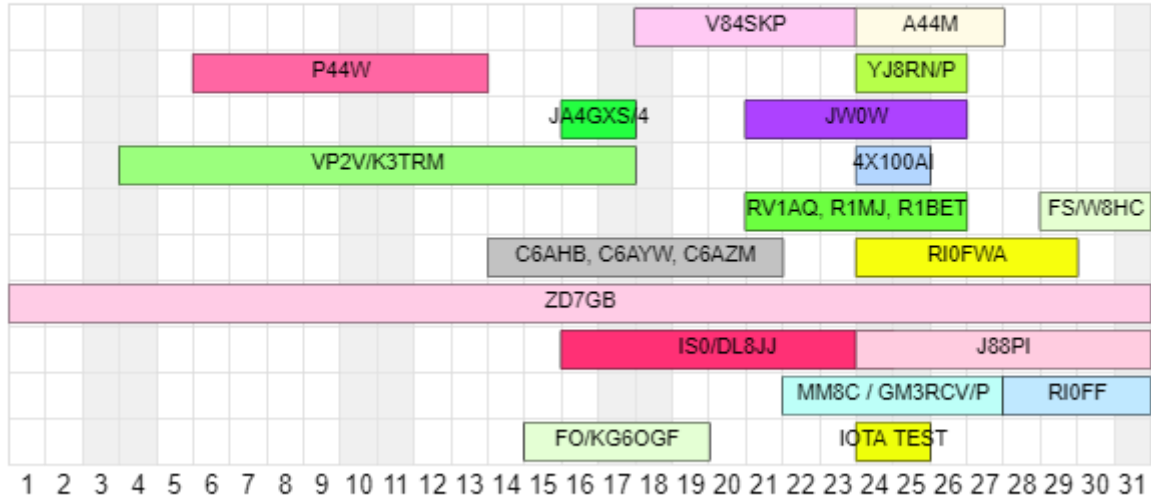 V84SKP A44M
P44W YJ8RN/P
JA4GXS/4 JW0W
VP2V/K3TRM 4X100AI
RV1AQ, R1MJ, R1BET FS/W8HC
C6AHB, C6AYW, C6AZM RI0FWA
ZD7GB
IS0/DL8JJ J88PI
MM8C / GM3RCV/P RI0FF
FO/KG6OGF IOTA TEST
1 2 3 4 5 6 7 8 9 10 11 12 13 14 15 16 17 18 19 20 21 22 23 24 25 26 27 28 29 30 31